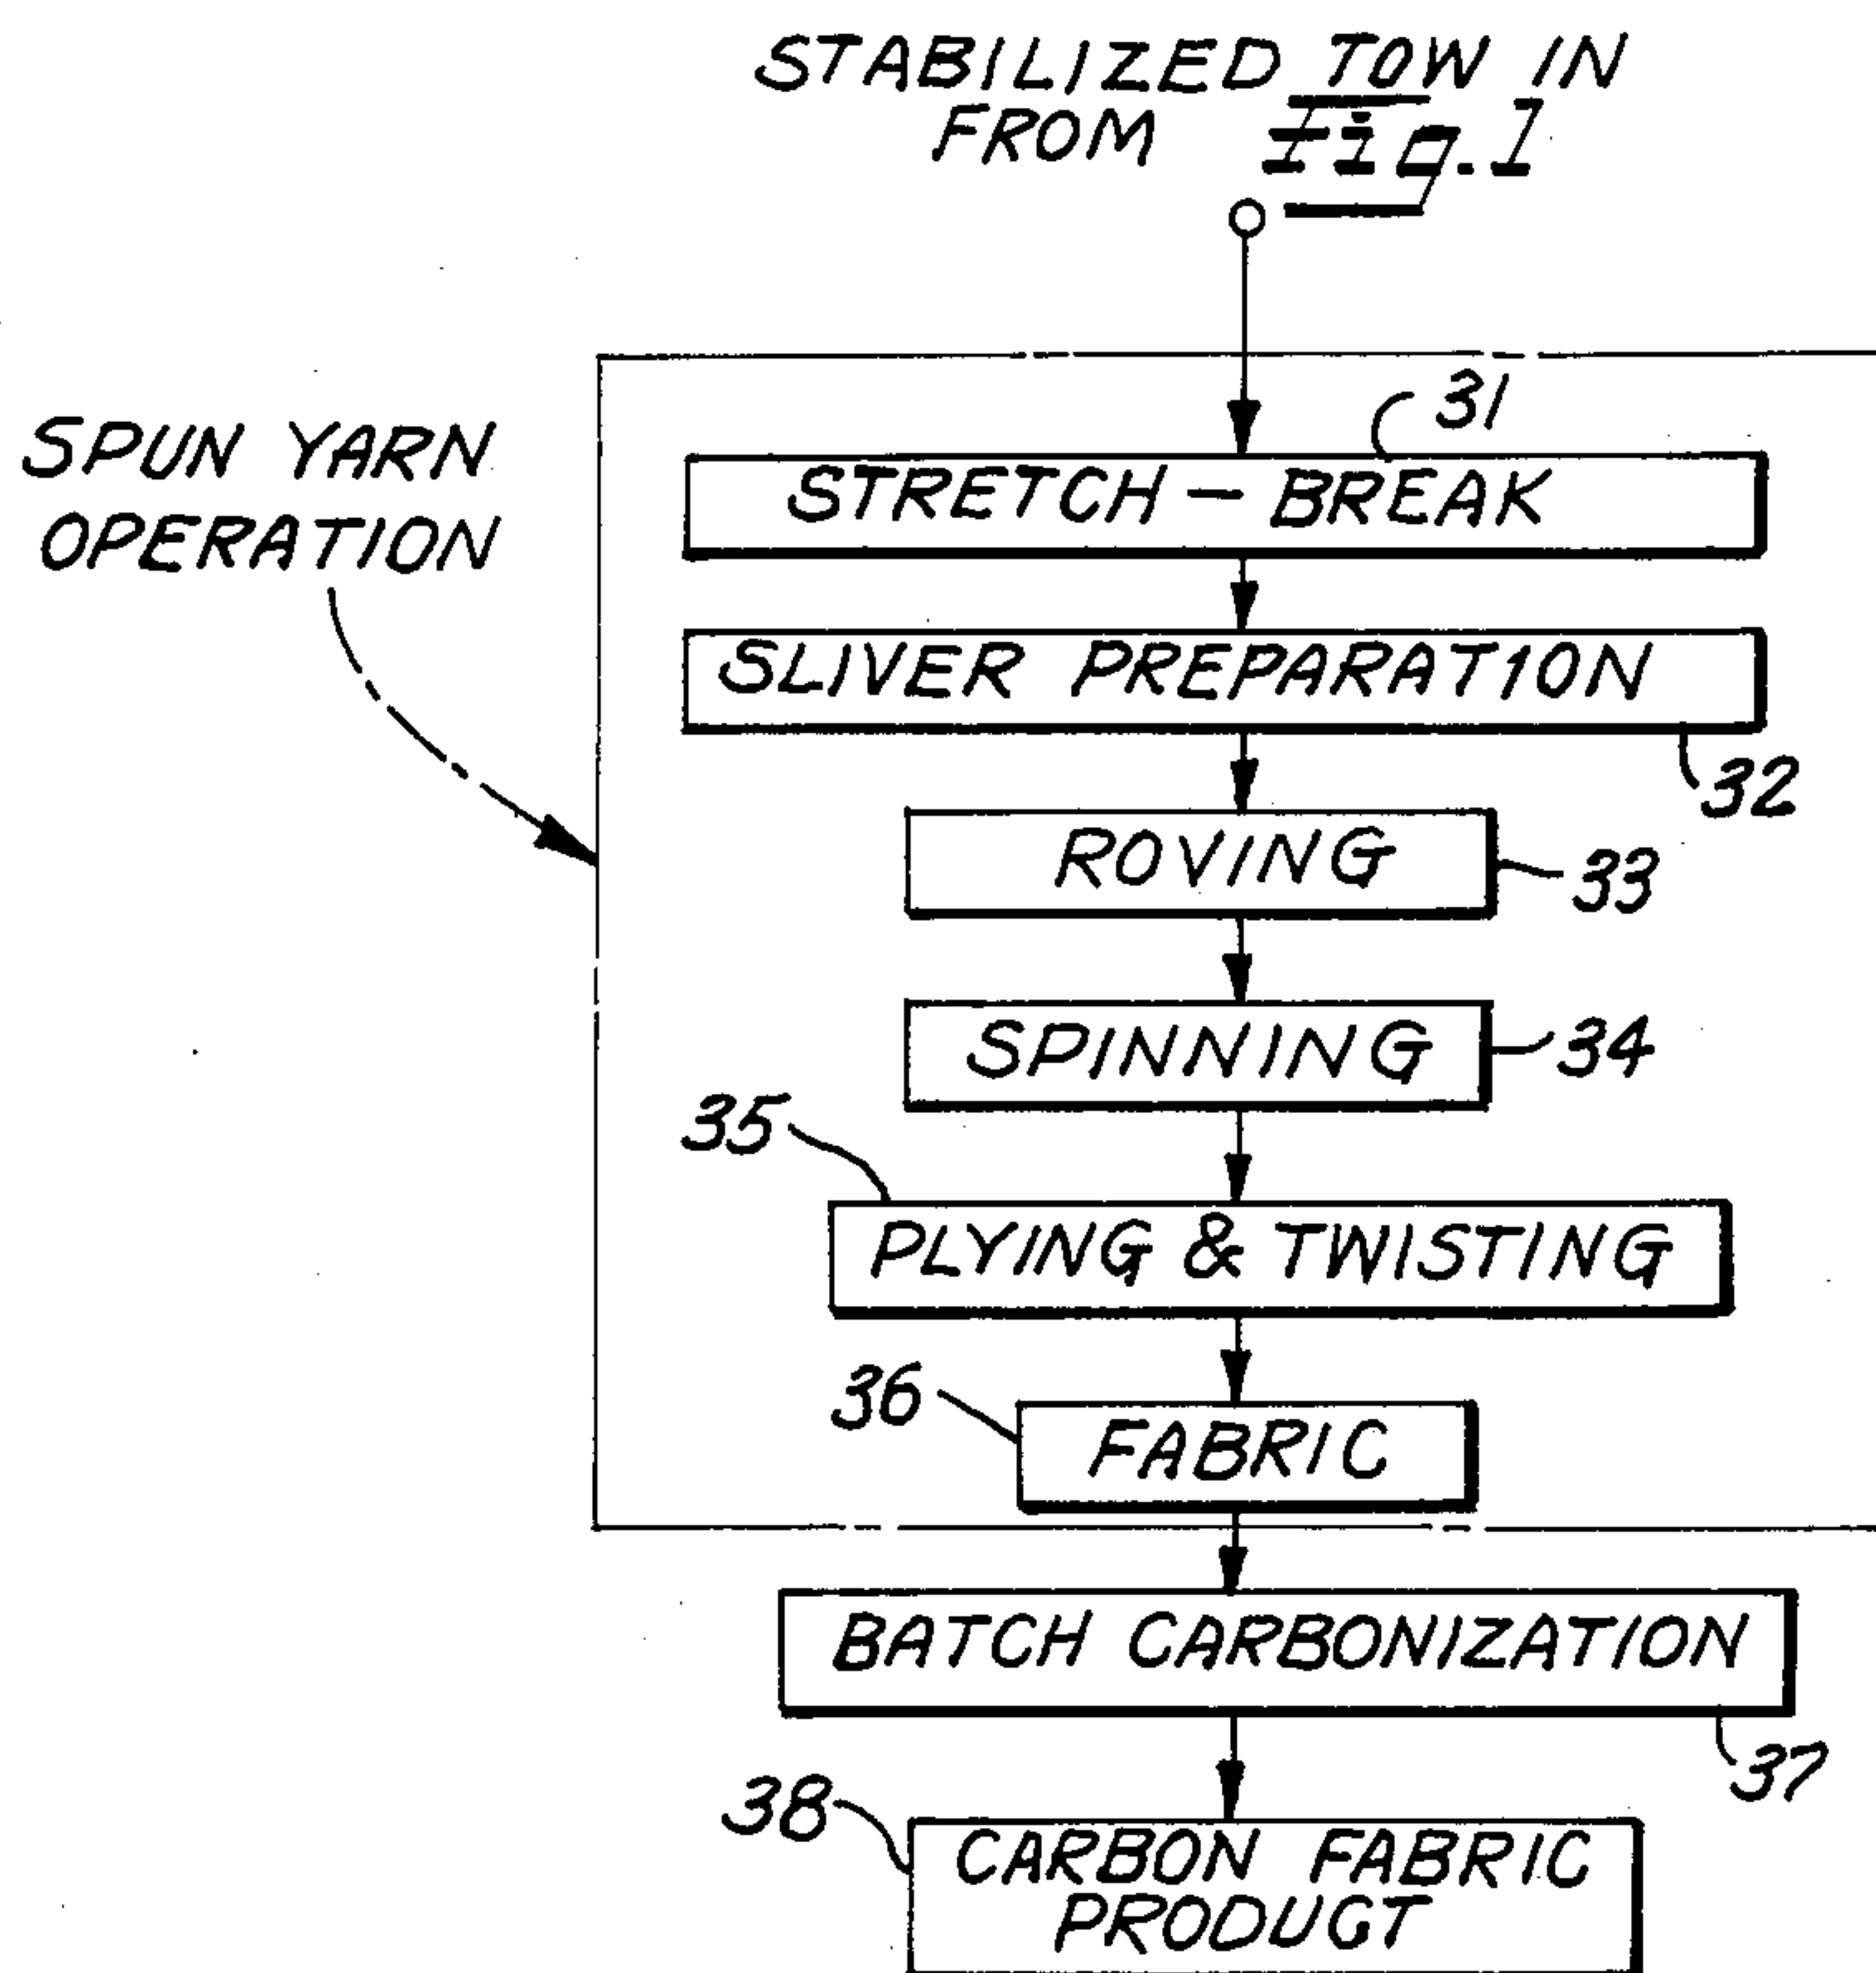 STABILIZED TOW IN
FROM Fig. 1
31
SPUN YARN
OPERATION
STRETCH - BREAK
SLIVER PREPARATION
32
ROVING
33
SPINNING
34
35
PLYING & TWISTING
36
FABRIC
BATCH CARBONIZATION
37
38
CARBON FABRIC
PRODUCT